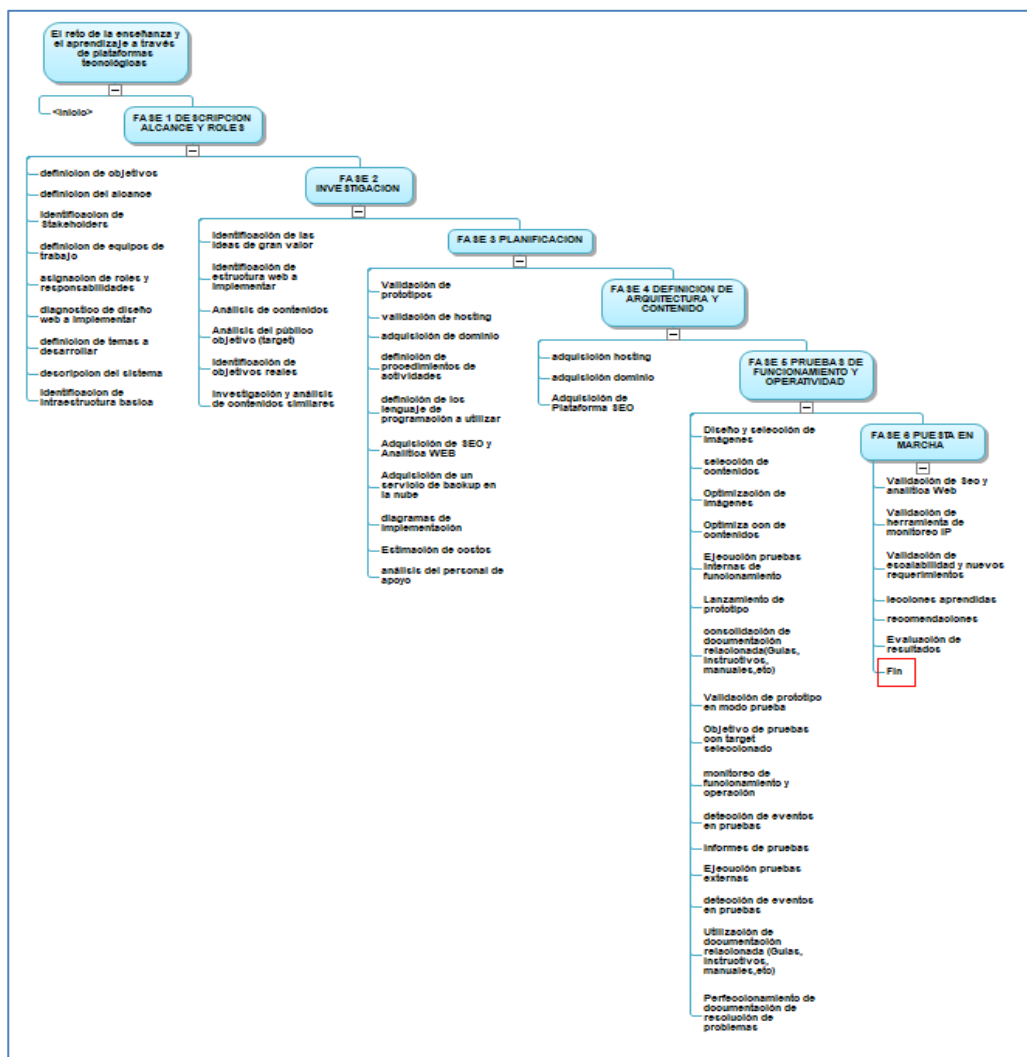 El reto de la enseñanza y
el aprendizaje a través
de plataformas
tecnológicas
<Inicio>
FASE 1 DESCRIPCION
ALCANCE Y ROLES
definicion de objetivos
definicion del alcance
Identificacion de
Stakeholders
definicion de equipos de
trabajo
asignacion de roles y
responsabilidades
diagnostico de diseño
web a implementar
definicion de temas a
desarrollar
descripcion del sistema
Identificacion de
Infraestructura basica
FASE 2
INVESTIGACION
Identificación de las
Ideas de gran valor
Identificación de
estructura web a
implementar
Análisis de contenidos
Análisis del público
objetivo (target)
Identificación de
objetivos reales
Investigación y análisis
de contenidos similares
FASE 3 PLANIFICACION
Validación de
prototipos
validación de hosting
adquisición de dominio
definición de
procedimientos de
actividades
definición de los
lenguaje de
programación a utilizar
Adquisición de SEO y
Analítica WEB
Adquisición de un
servicio de backup en
la nube
diagramas de
implementación
Estimación de costos
análisis del personal de
apoyo
FASE 4 DEFINICION DE
ARQUITECTURA Y
CONTENIDO
adquisición hosting
adquisición dominio
Adquisición de
Plataforma SEO
FASE 5 PRUEBAS DE
FUNCIONAMIENTO Y
OPERATIVIDAD
Diseño y selección de
Imágenes
selección de
contenidos
Optimización de
Imágenes
Optimiza con de
contenidos
Ejecución pruebas
Internas de
funcionamiento
Lanzamiento de
prototipo
consolidación de
documentación
relacionada(Guias,
Instructivos,
manuales,etc)
Validación de prototipo
en modo prueba
Objetivo de pruebas
con target
seleccionado
monitoreo de
funcionamiento y
operación
detección de eventos
en pruebas
Informes de pruebas
Ejecución pruebas
externas
detección de eventos
en pruebas
Utilización de
documentación
relacionada (Guias,
Instructivos,
manuales,etc)
Perfeccionamiento de
documentación de
resolución de
problemas
FASE 6 PUESTA EN
MARCHA
Validación de Seo y
analítica Web
Validación de
herramienta de
monitoreo IP
Validación de
escalabilidad y nuevos
requerimientos
lecciones aprendidas
recomendaciones
Evaluación de
resultados
Fin